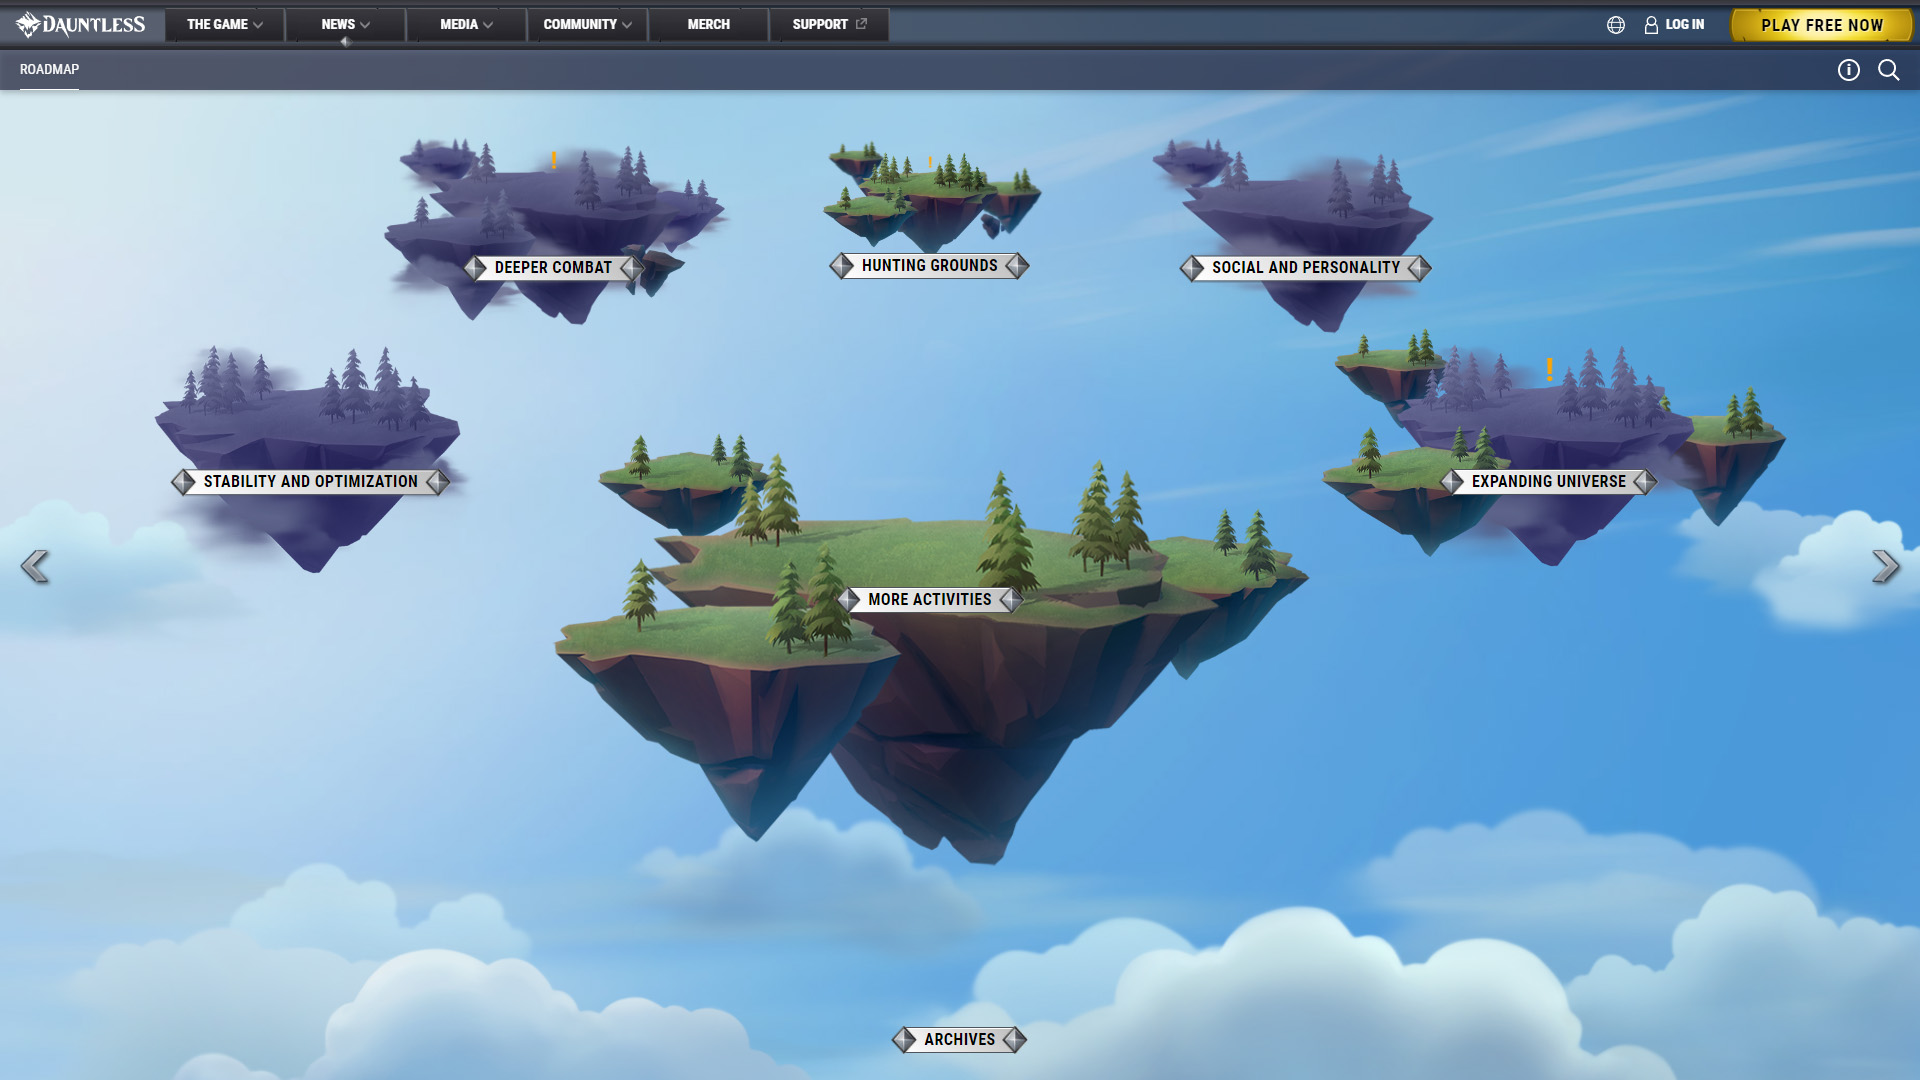 DAUNTLESS
THE GAME
NEWS
MEDIA
COMMUNITY
MERCH
SUPPORT
LOG IN
PLAY FREE NOW
ROADMAP
DEEPER COMBAT
HUNTING GROUNDS
SOCIAL AND PERSONALITY
STABILITY AND OPTIMIZATION
EXPANDING UNIVERSE
MORE ACTIVITIES
ARCHIVES